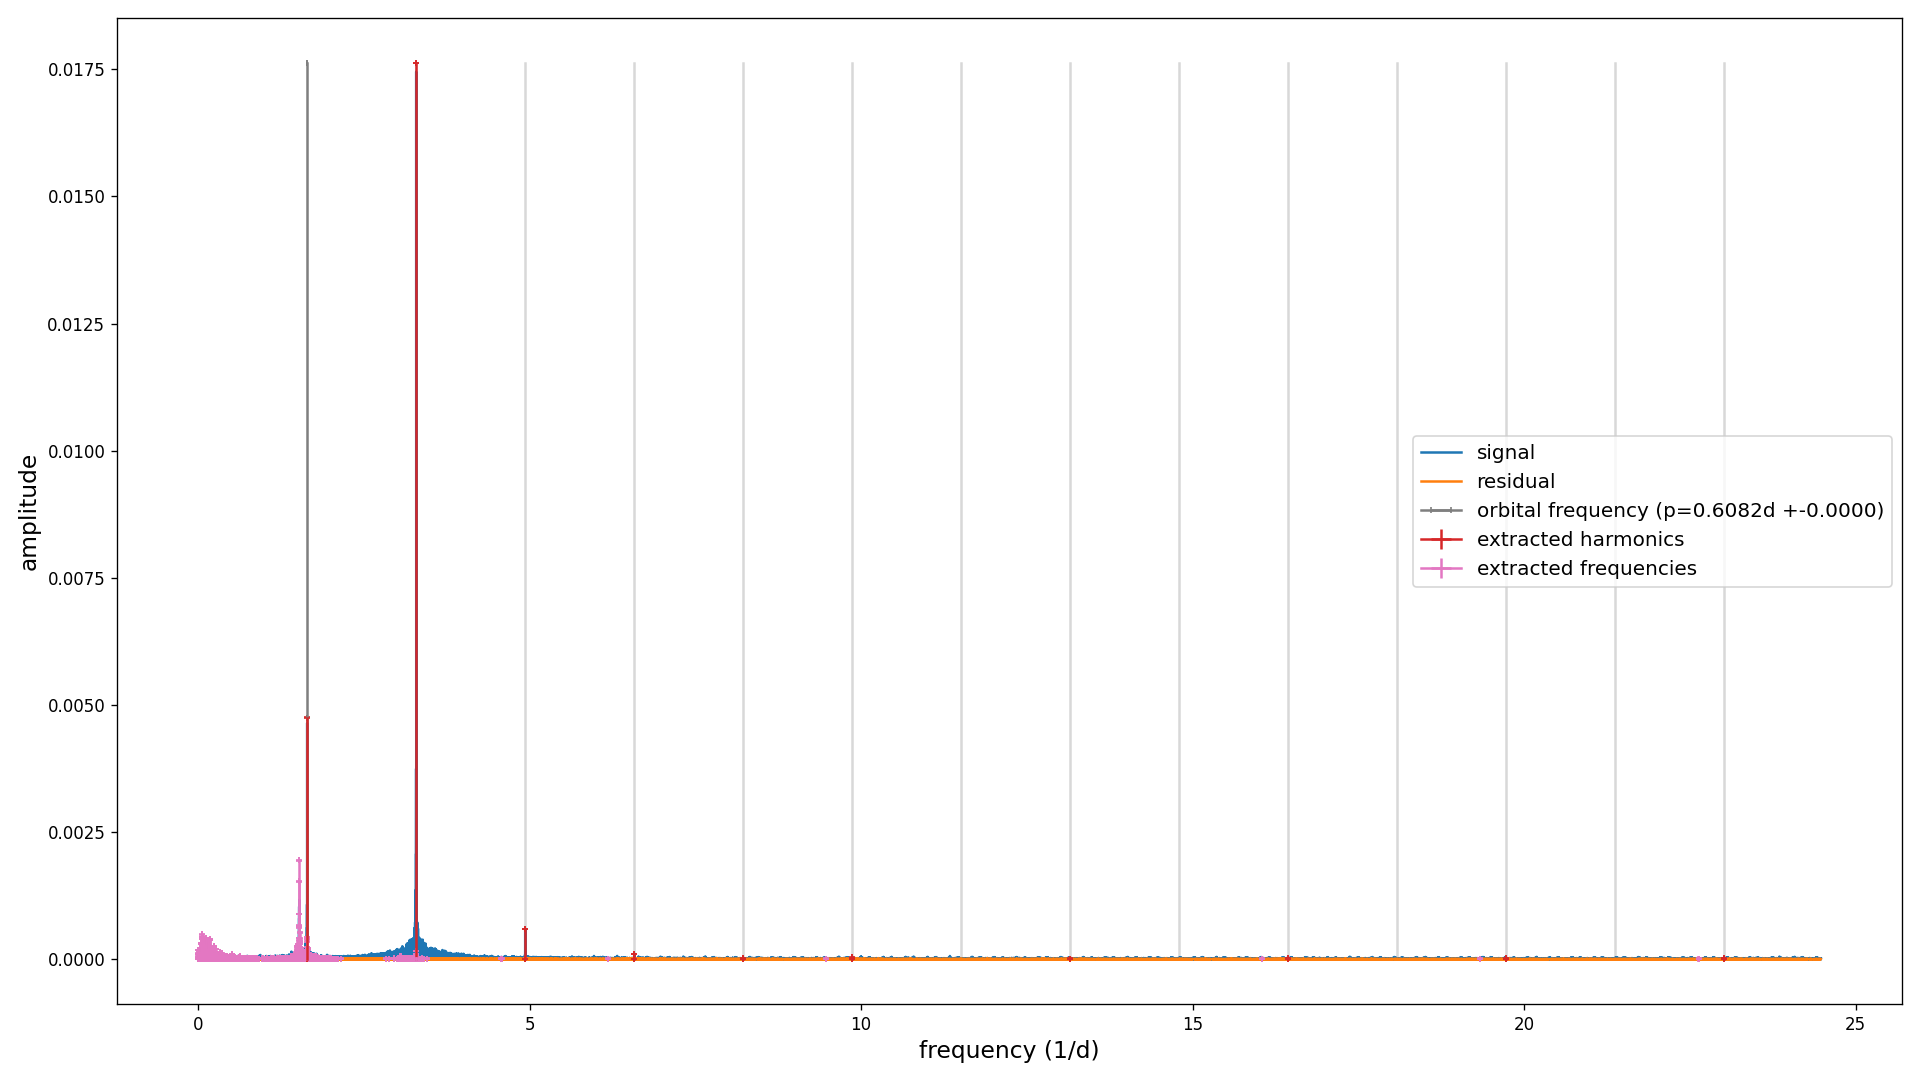 0.0175
0.0150
0.0125
0.0100
0.0075
0.0050
0.0025
0.0000
amplitude
signal
residual
orbital frequency (p=0.6082d +-0.0000)
extracted harmonics
extracted frequencies
0 5 10 15 20 25
frequency (1/d)